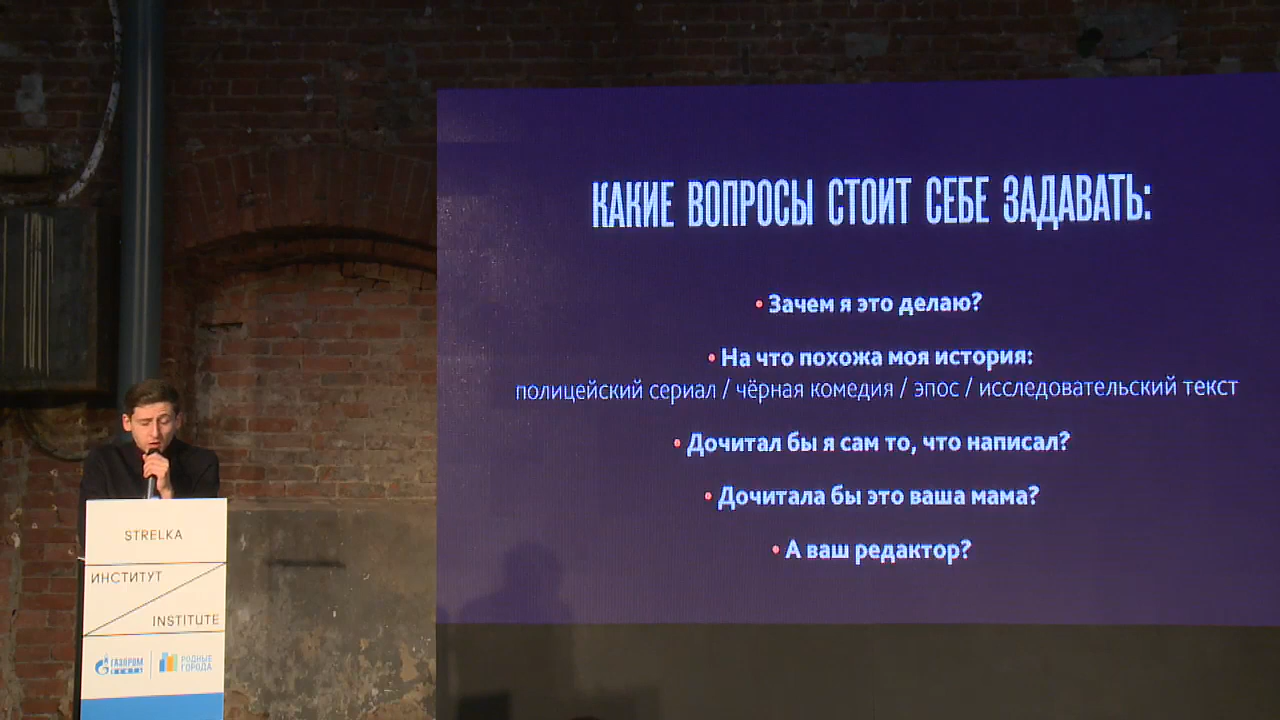 КАКИЕ ВОПРОСЫ СТОИТ СЕБЕ ЗАДАВАТЬ:
• Зачем я это делаю?
• На что похожа моя история:
полицейский сериал / чёрная комедия / эпос / исследовательский текст
• Дочитал бы я сам то, что написал?
• Дочитала бы это ваша мама?
• А ваш редактор?
STRELKA
ИНСТИТУТ
INSTITUTE
ГАЗПРОМ
НЕФТЬ
РОДНЫЕ
ГОРОДА